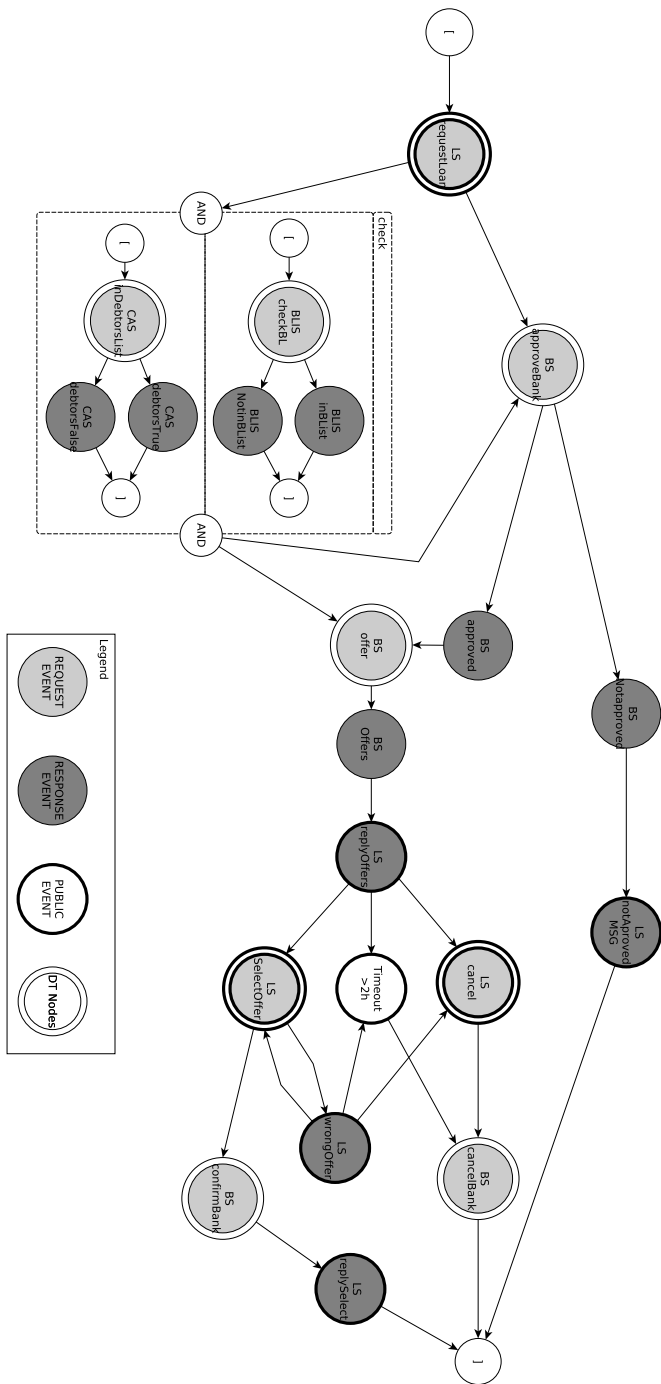 [
LS
requestLoan
AND
check
[
BLIS
checkBL
BLIS
inBList
BLIS
NotinBList
]
[
CAS
inDebtorsList
CAS
debtorsTrue
CAS
debtorsFalse
]
AND
BS
approveBank
BS
approved
BS
Notapproved
LS
notAproved
MSG
BS
offer
BS
Offers
LS
replyOffers
LS
cancel
Timeout
>2h
LS
SelectOffer
LS
wrongOffer
BS
cancelBank
BS
confirmBank
LS
replySelect
]
Legend
REQUEST
EVENT
RESPONSE
EVENT
PUBLIC
EVENT
DT Nodes